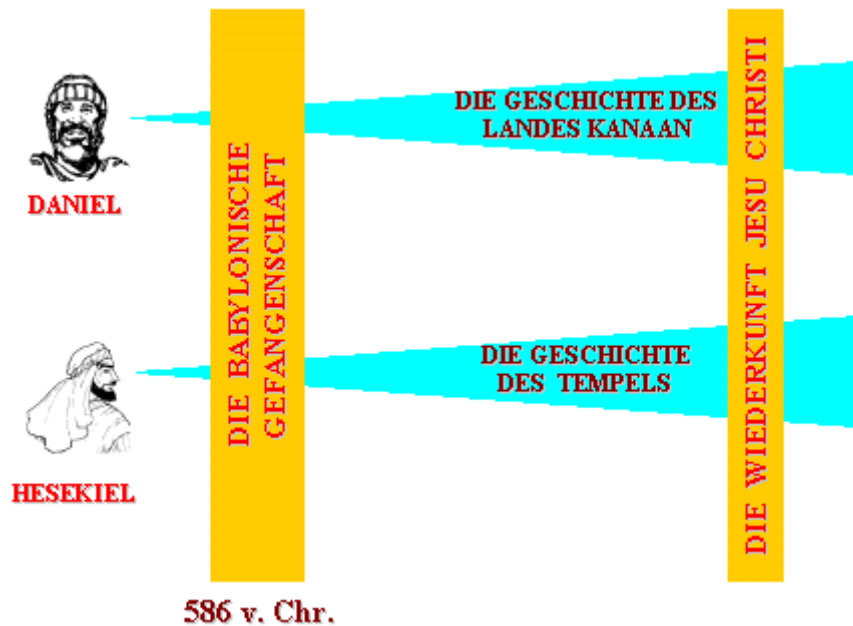 DIE GESCHICHTE DES
LANDES KANAAN
DANIEL
DIE BABYLONISCHE
GEFANGENSCHAFT
DIE WIEDERKUNFT JESU CHRISTI
DIE GESCHICHTE
DES TEMPELS
HESEKIEL
586 v. Chr.